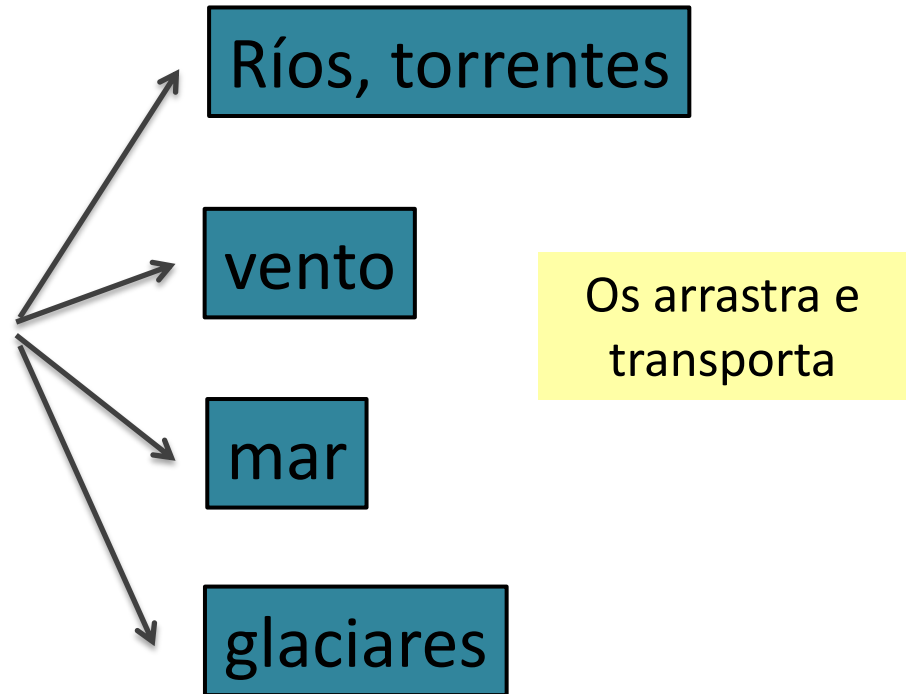 Ríos, torrentes
vento
Os arrastra e
transporta
mar
glaciares